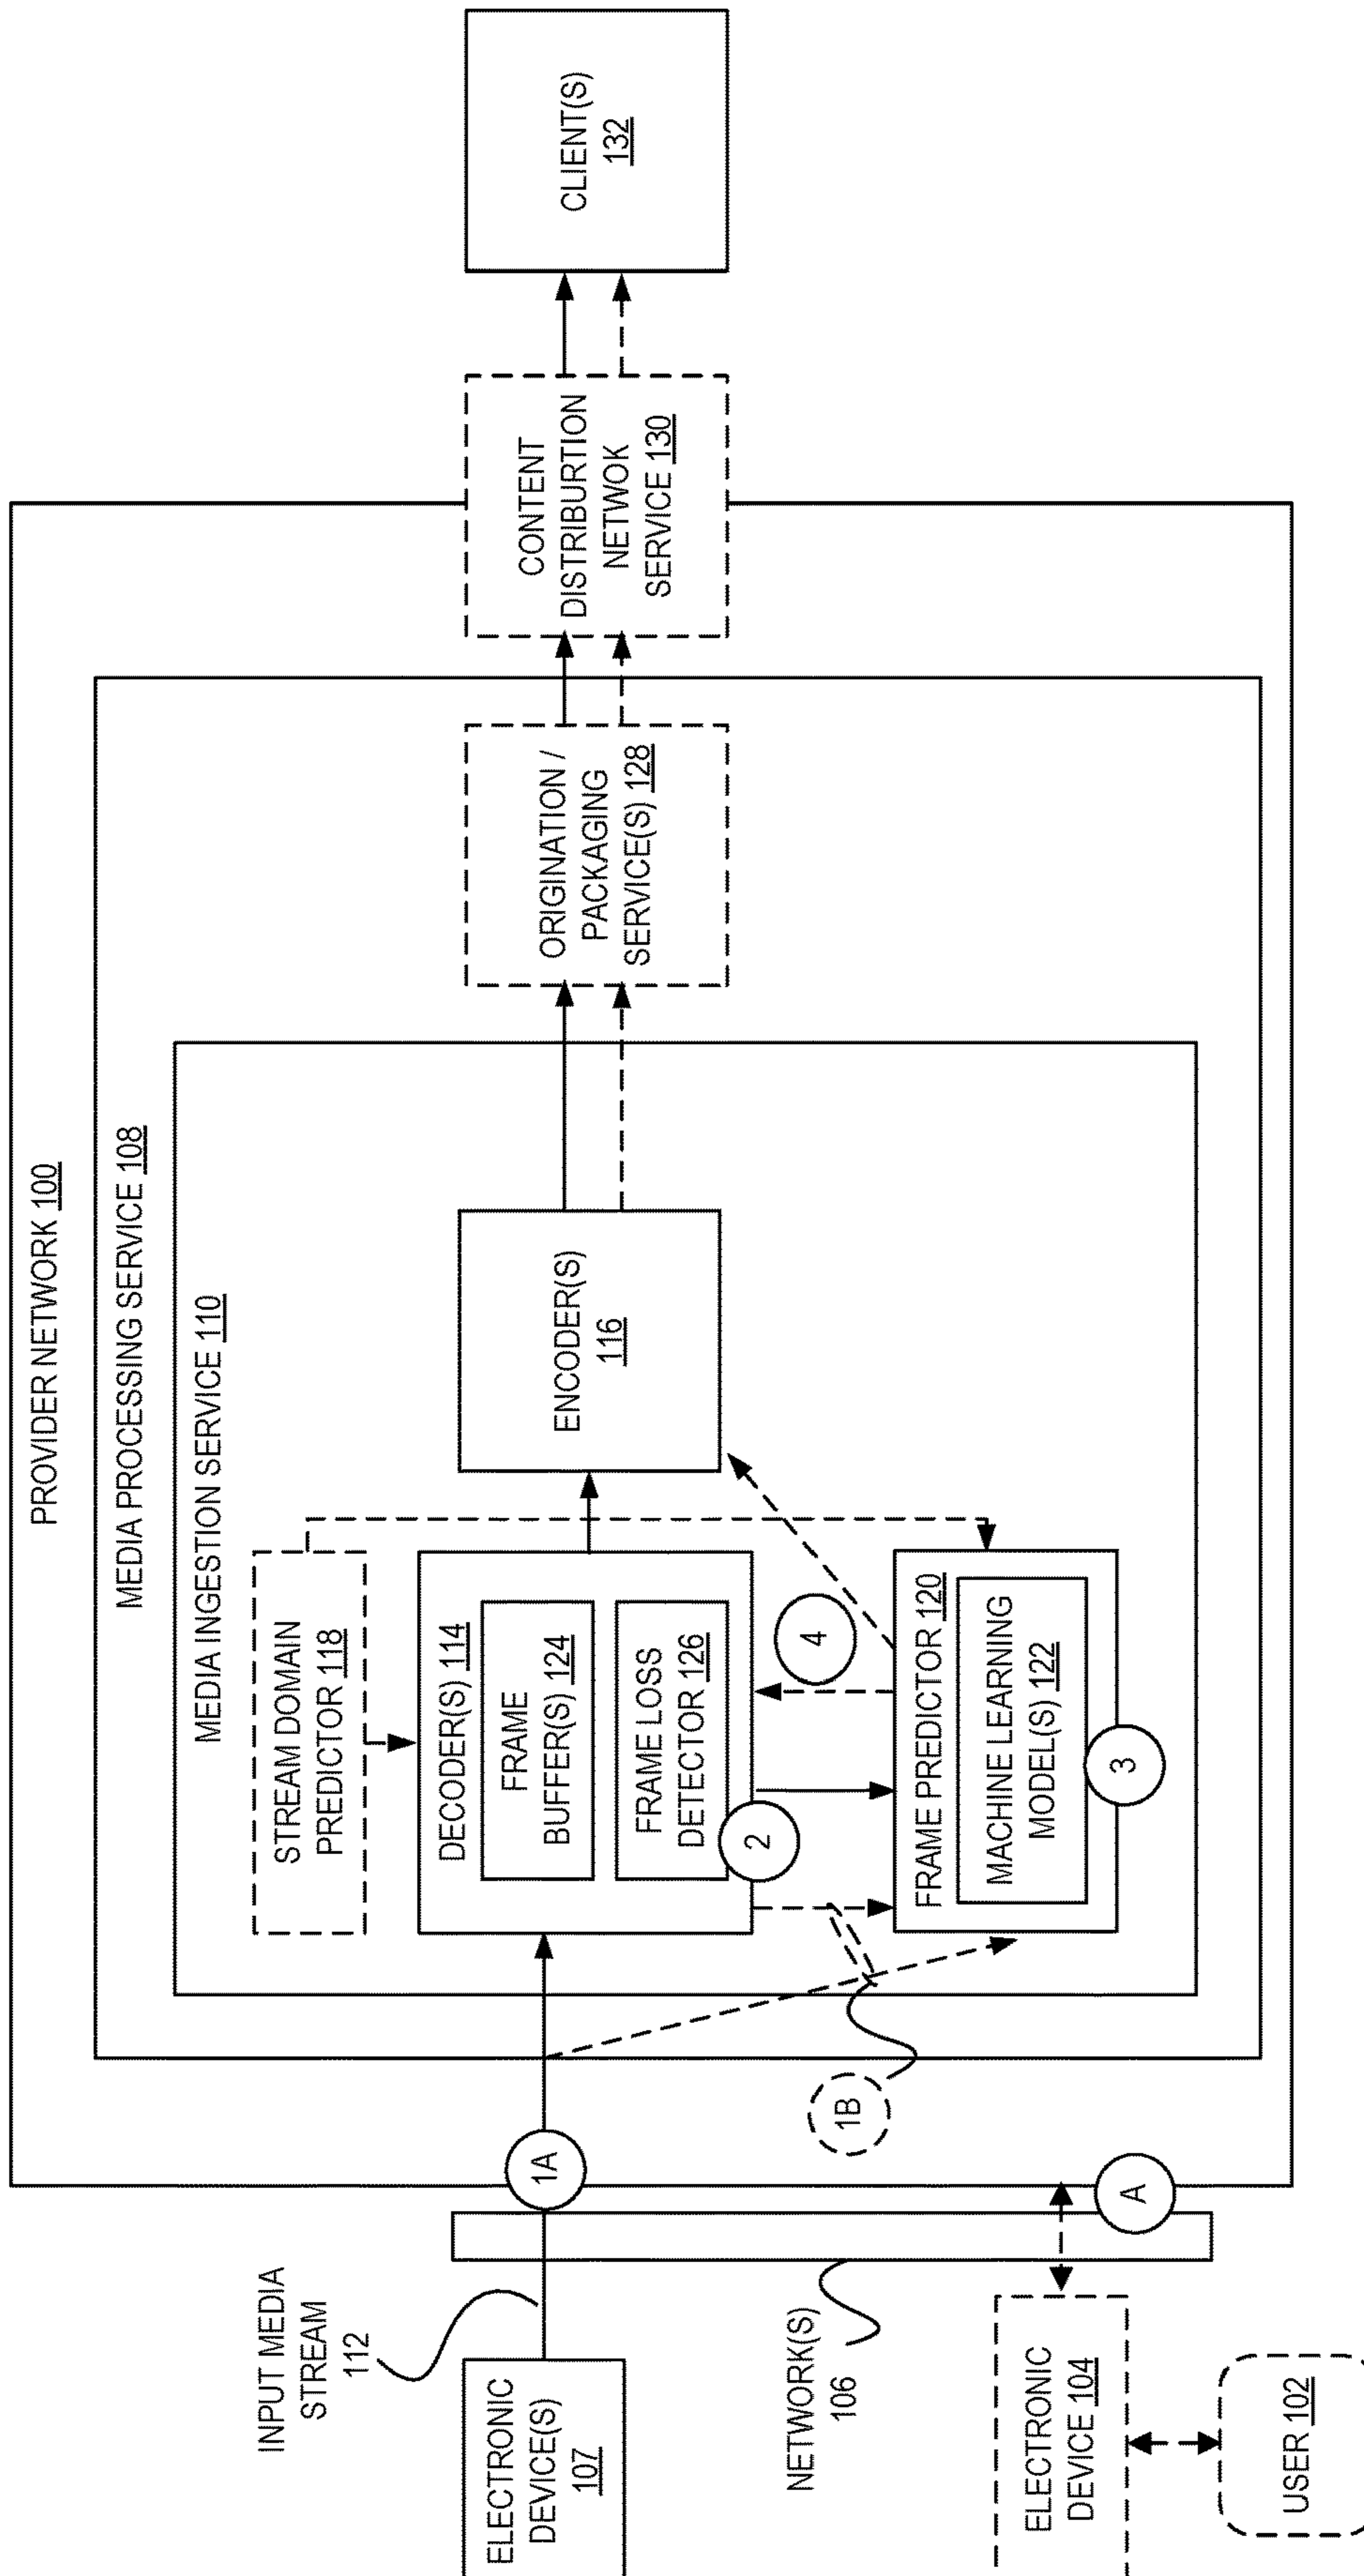 PROVIDER NETWORK 100
MEDIA PROCESSING SERVICE 108
MEDIA INGESTION SERVICE 110
INPUT MEDIA
STREAM
112
ELECTRONIC
DEVICE(S)
107
1A
STREAM DOMAIN
PREDICTOR 118
DECODER(S) 114
FRAME
BUFFER(S) 124
FRAME LOSS
DETECTOR 126
2
4
ENCODER(S)
116
ORIGINATION /
PACKAGING
SERVICE(S) 128
CONTENT
DISTRIBURTION
NETWOK
SERVICE 130
CLIENT(S)
132
1B
FRAME PREDICTOR 120
MACHINE LEARNING
MODEL(S) 122
3
NETWORK(S)
106
A
ELECTRONIC
DEVICE 104
USER 102